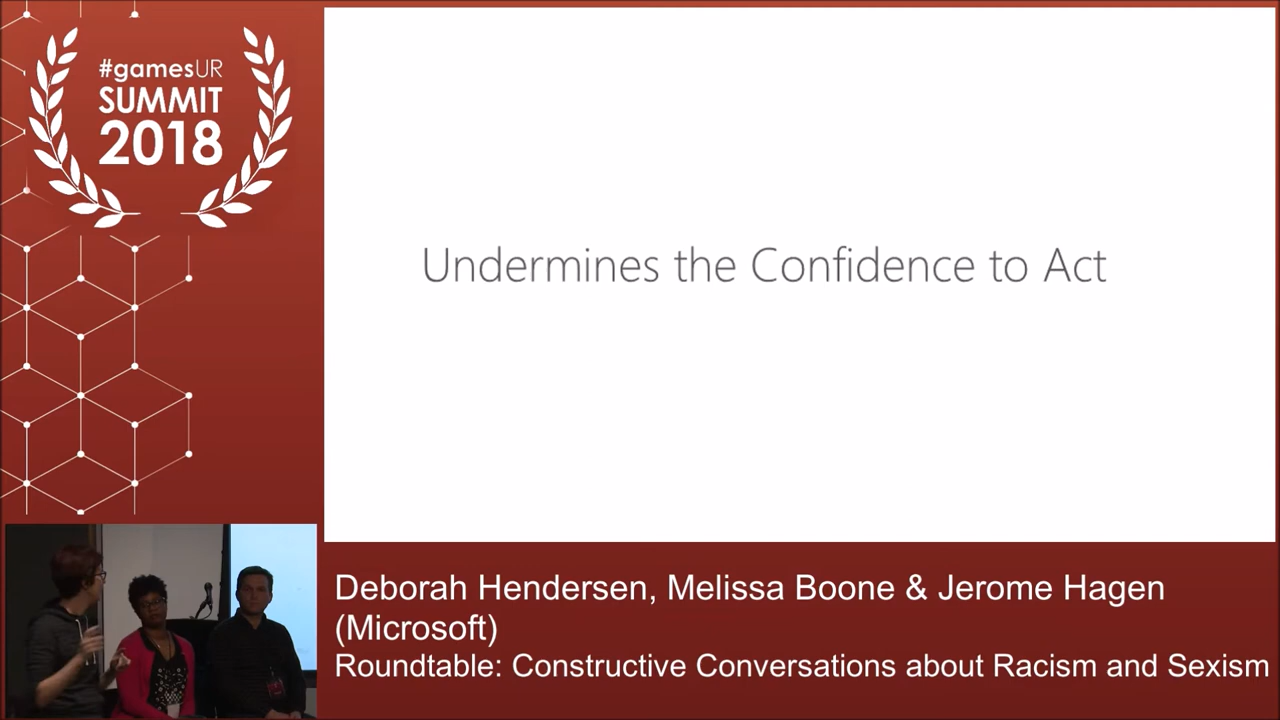 #gamesUR
SUMMIT
2018
Undermines the Confidence to Act
Deborah Hendersen, Melissa Boone & Jerome Hagen
(Microsoft)
Roundtable: Constructive Conversations about Racism and Sexism